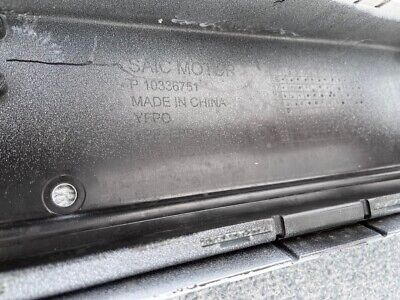 SAIC MOTOR
P 10336751
MADE IN CHINA
YFPO